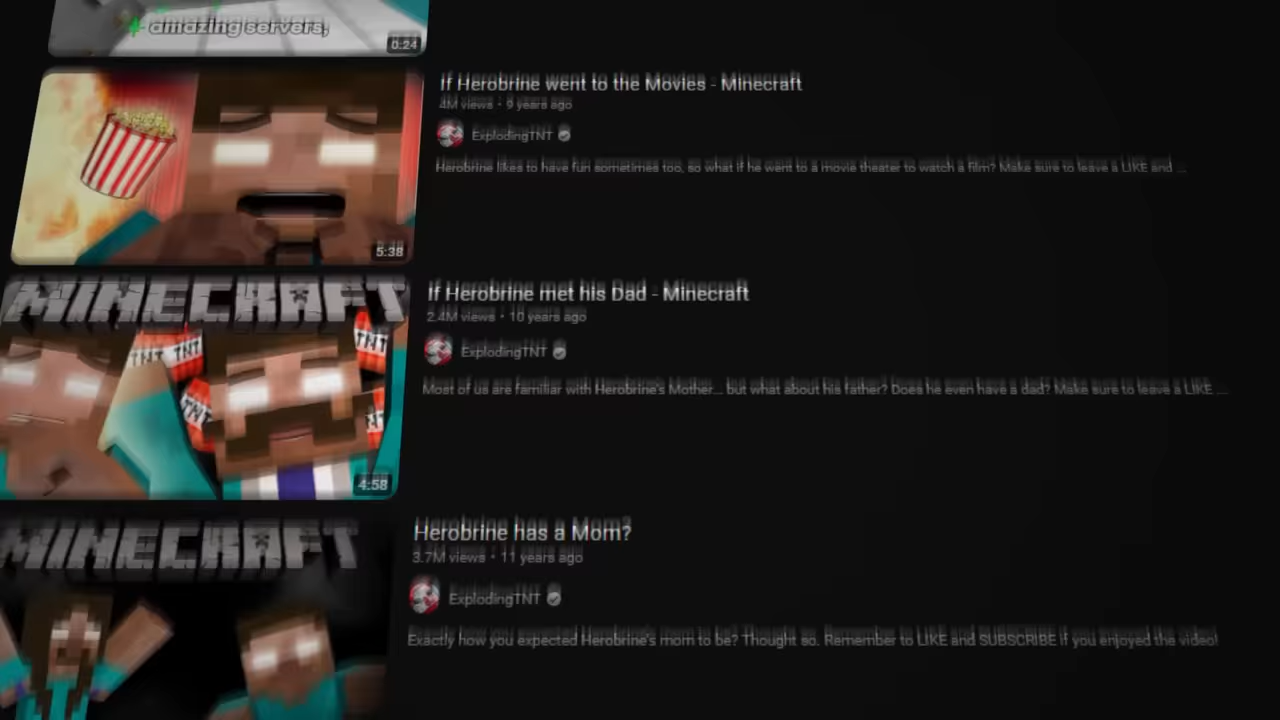 amazing servers,
0:24
If Herobrine went to the Movies - Minecraft
4M views • 9 years ago
ExplodingTNT
Herobrine likes to have fun sometimes too, so what if he went to a movie theater to watch a film? Make sure to leave a LIKE and ...
5:38
MINECRAFT
TNT TNT TNT
TNT
TNT
4:58
If Herobrine met his Dad - Minecraft
2.4M views • 10 years ago
ExplodingTNT
Most of us are familiar with Herobrine's Mother... but what about his father? Does he even have a dad? Make sure to leave a LIKE ...
MINECRAFT
Herobrine has a Mom?
3.7M views • 11 years ago
ExplodingTNT
Exactly how you expected Herobrine's mom to be? Thought so. Remember to LIKE and SUBSCRIBE if you enjoyed the video!